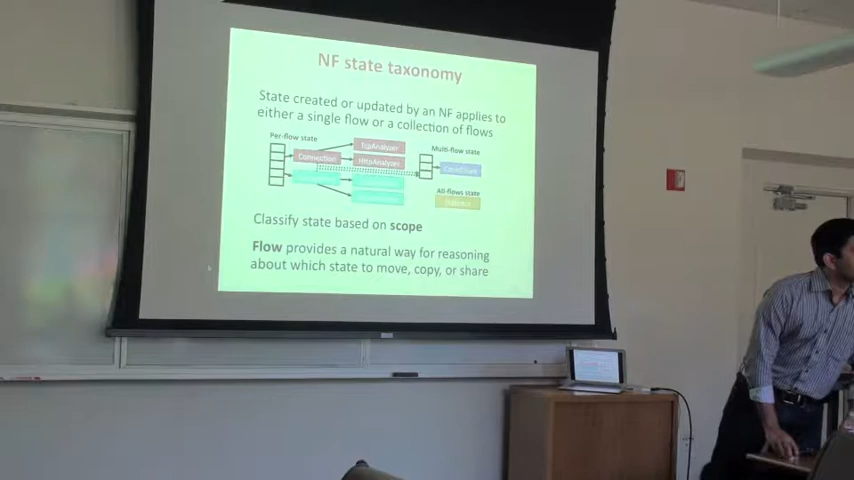 NF state taxonomy
State created or updated by an NF applies to
either a single flow or a collection of flows
Per-flow state
TcpAnalyzer
Multi-flow state
Connection
HttpAnalyzer
All-flows state
Statistics
Classify state based on scope
Flow provides a natural way for reasoning
about which state to move, copy, or share